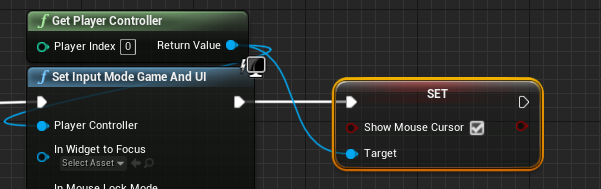 Get Player Controller
Player Index 0 Return Value
Set Input Mode Game And UI
SET
Player Controller
Show Mouse Cursor
In Widget to Focus
Select Asset
Target
In Mouse Lock Mode